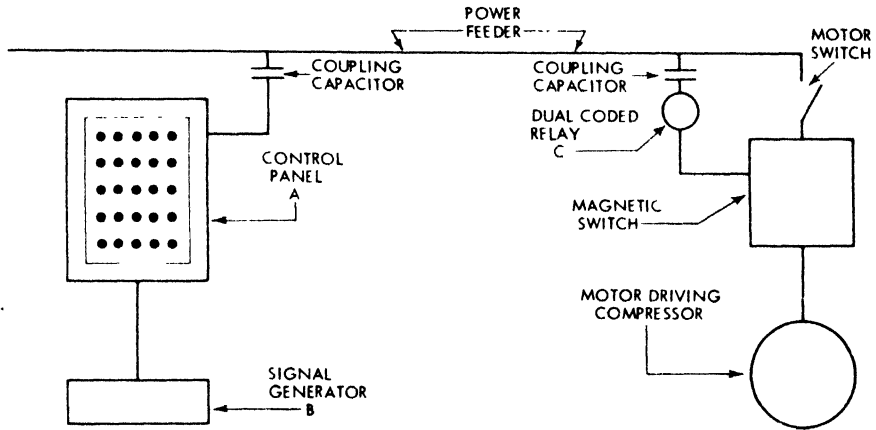 POWER
FEEDER
MOTOR
SWITCH
COUPLING
CAPACITOR
COUPLING
CAPACITOR
DUAL CODED
RELAY
C
CONTROL
PANEL
A
MAGNETIC
SWITCH
MOTOR DRIVING
COMPRESSOR
SIGNAL
GENERATOR
B